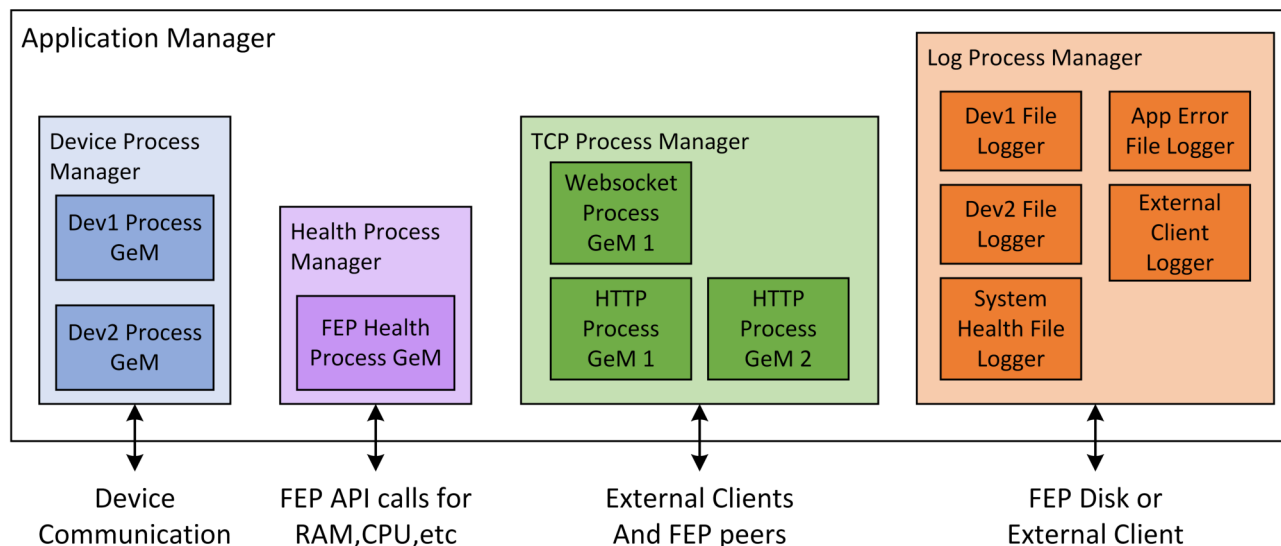 Application Manager
Device Process
Manager
Dev1 Process
GeM
Dev2 Process
GeM
Health Process
Manager
FEP Health
Process GeM
TCP Process Manager
Websocket
Process
GeM 1
HTTP
Process
GeM 1
HTTP
Process
GeM 2
Log Process Manager
Dev1 File
Logger
App Error
File Logger
Dev2 File
Logger
External
Client
Logger
System
Health File
Logger
Device
Communication
FEP API calls for
RAM,CPU,etc
External Clients
And FEP peers
FEP Disk or
External Client